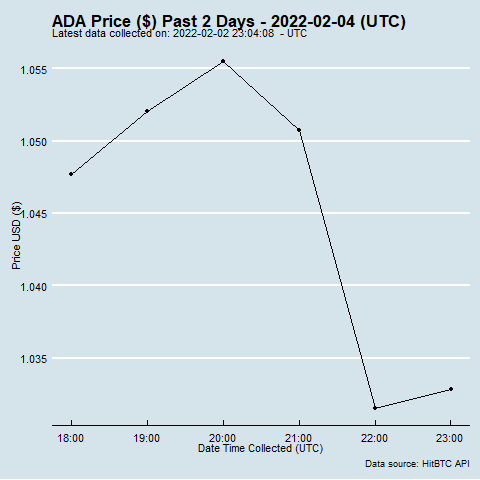 ADA Price ($) Past 2 Days - 2022-02-04 (UTC)
Latest data collected on: 2022-02-02 23:04:08 - UTC
1.055
1.050
1.045
1.040
1.035
Price USD ($)
18:00 19:00 20:00 21:00 22:00 23:00
Date Time Collected (UTC)
Data source: HitBTC API